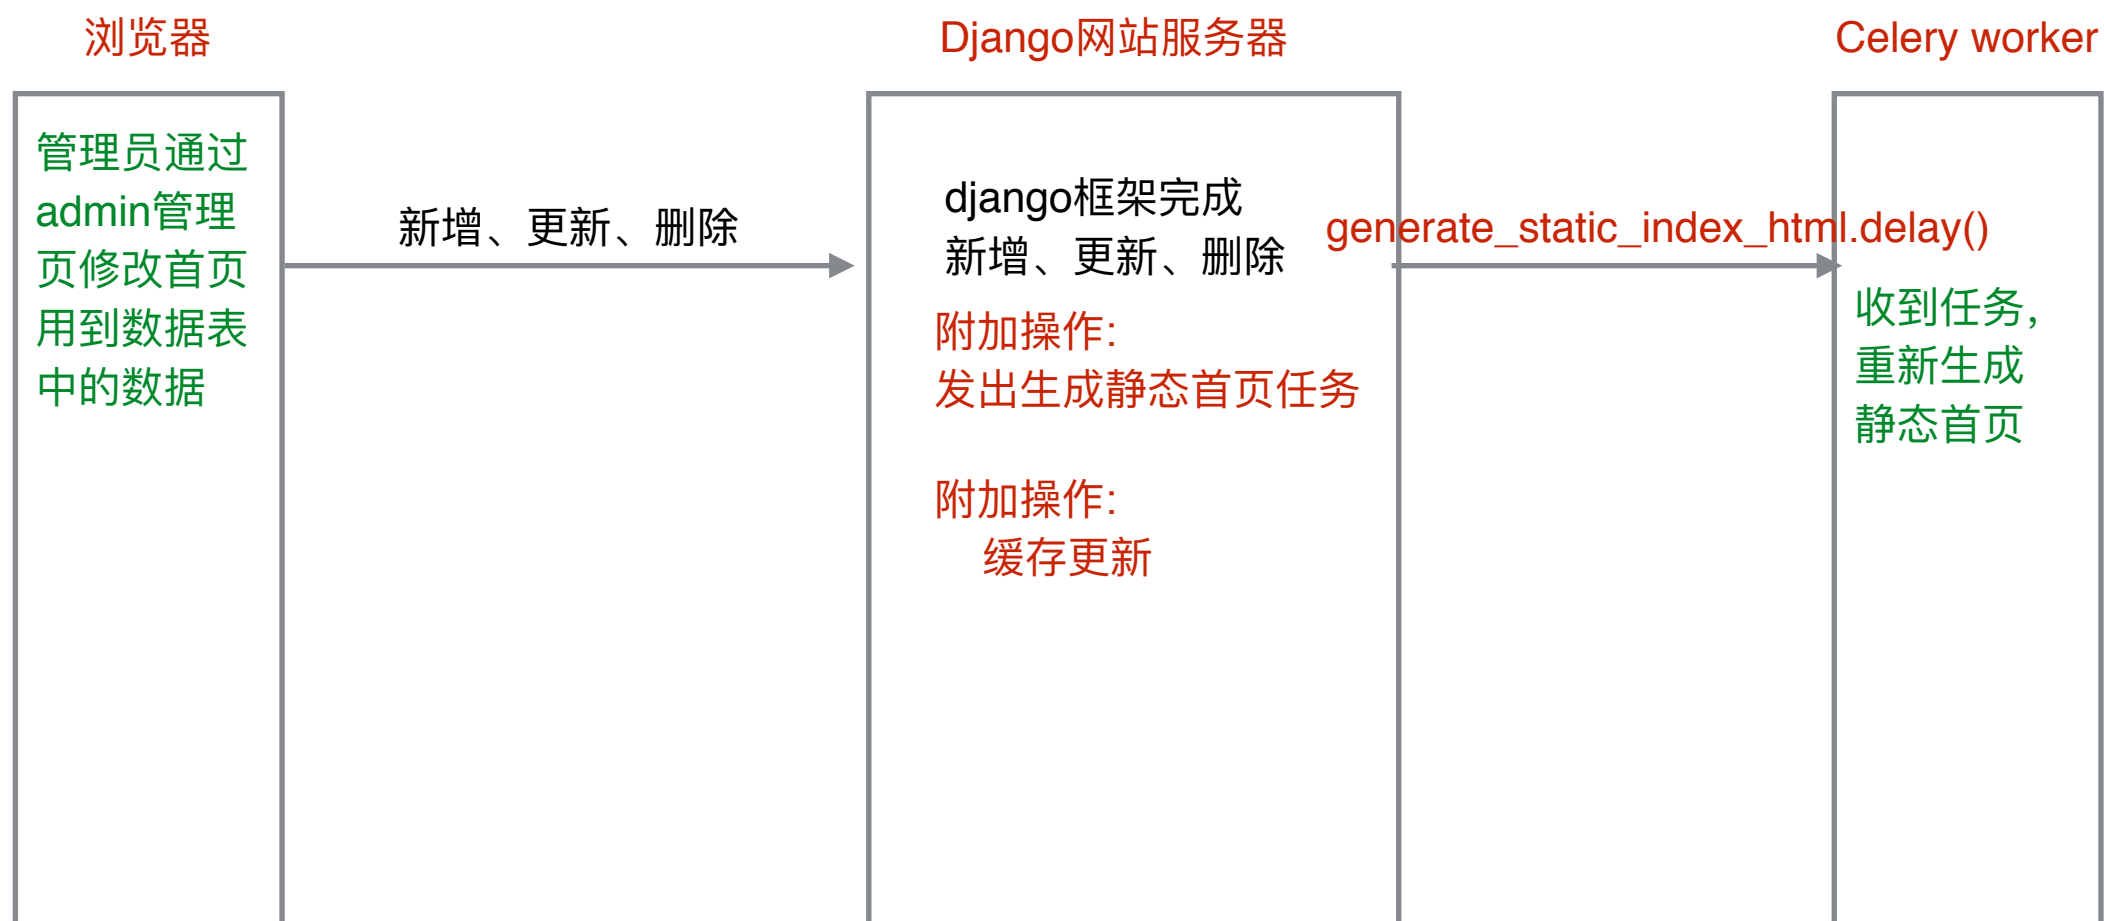 浏览器
Django网站服务器
Celery worker
管理员通过
admin管理
页修改首页
用到数据表
中的数据
新增、更新、删除
django框架完成
新增、更新、删除
附加操作:
发出生成静态首页任务
附加操作:
缓存更新
generate_static_index_html.delay()
收到任务,
重新生成
静态首页